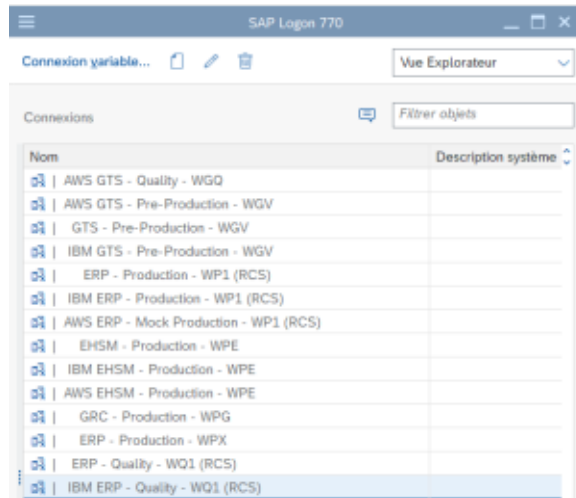 SAP Logon 770
Connexion variable... Vue Explorateur
Connexions Filtrer objets
Nom Description système
| AWS GTS - Quality - WGQ
| AWS GTS - Pre-Production - WGV
| GTS - Pre-Production - WGV
| IBM GTS - Pre-Production - WGV
| ERP - Production - WP1 (RCS)
| IBM ERP - Production - WP1 (RCS)
| AWS ERP - Mock Production - WP1 (RCS)
| EHSM - Production - WPE
| IBM EHSM - Production - WPE
| AWS EHSM - Production - WPE
| GRC - Production - WPG
| ERP - Production - WPX
| ERP - Quality - WQ1 (RCS)
| IBM ERP - Quality - WQ1 (RCS)